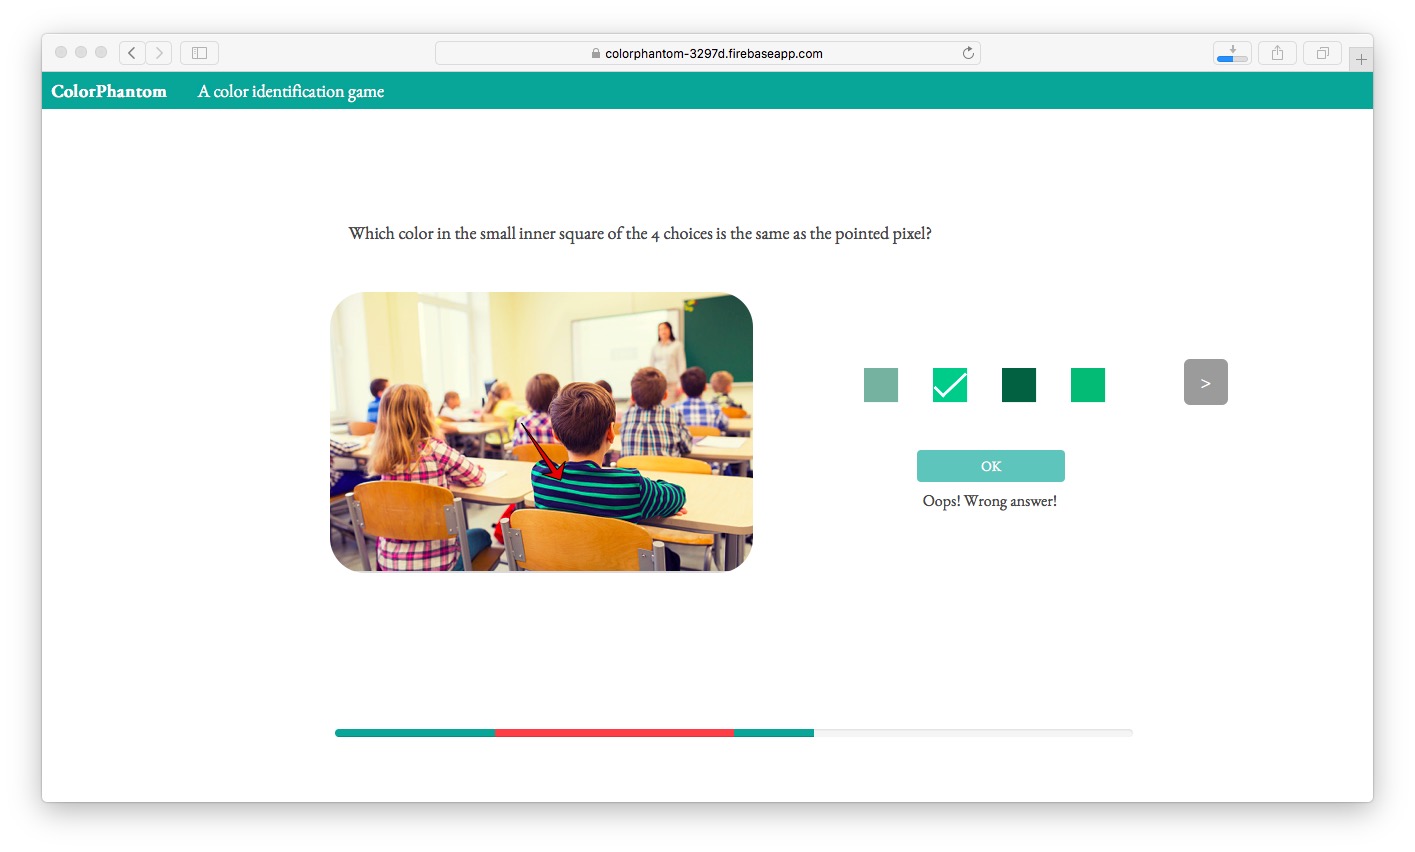 colorphantom-3297d.firebaseapp.com
ColorPhantom A color identification game
Which color in the small inner square of the 4 choices is the same as the pointed pixel?
>
OK
Oops! Wrong answer!